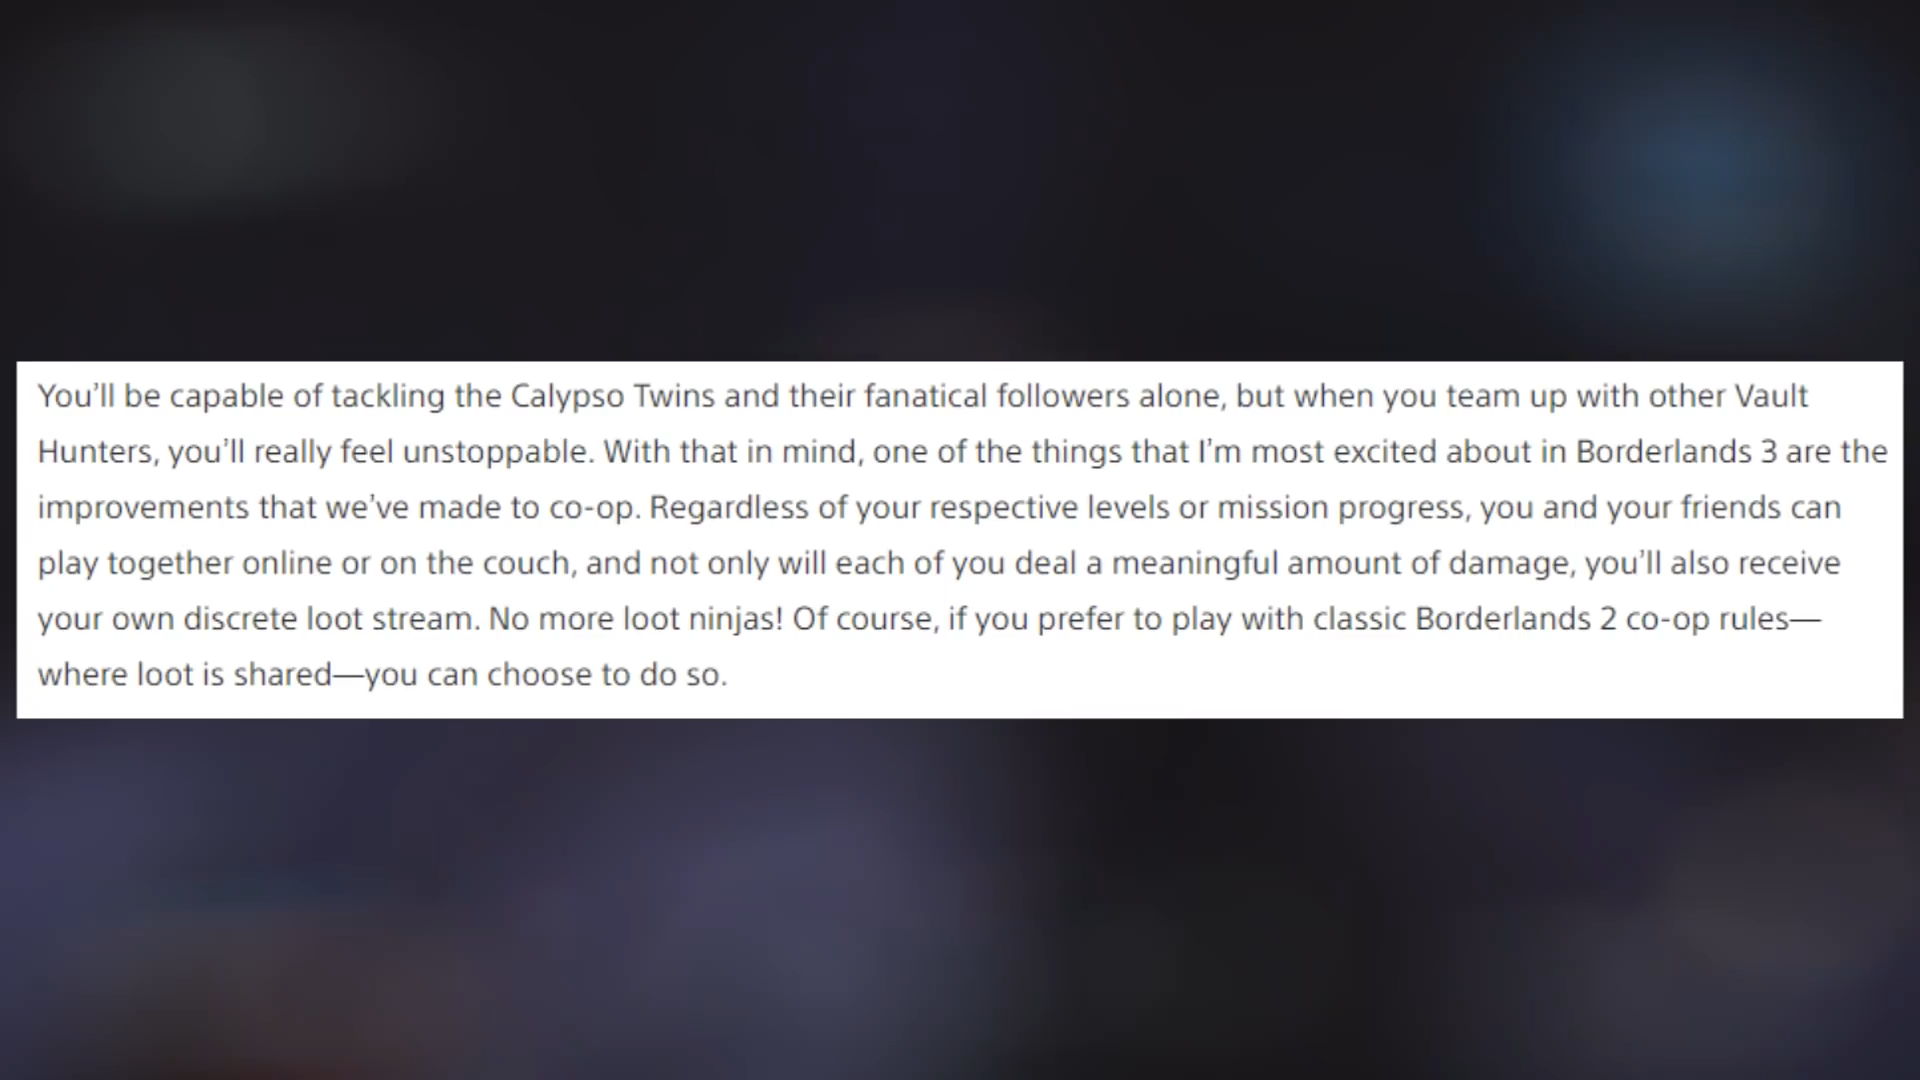 You’ll be capable of tackling the Calypso Twins and their fanatical followers alone, but when you team up with other Vault
Hunters, you’ll really feel unstoppable. With that in mind, one of the things that I’m most excited about in Borderlands 3 are the
improvements that we’ve made to co-op. Regardless of your respective levels or mission progress, you and your friends can
play together online or on the couch, and not only will each of you deal a meaningful amount of damage, you’ll also receive
your own discrete loot stream. No more loot ninjas! Of course, if you prefer to play with classic Borderlands 2 co-op rules—
where loot is shared—you can choose to do so.